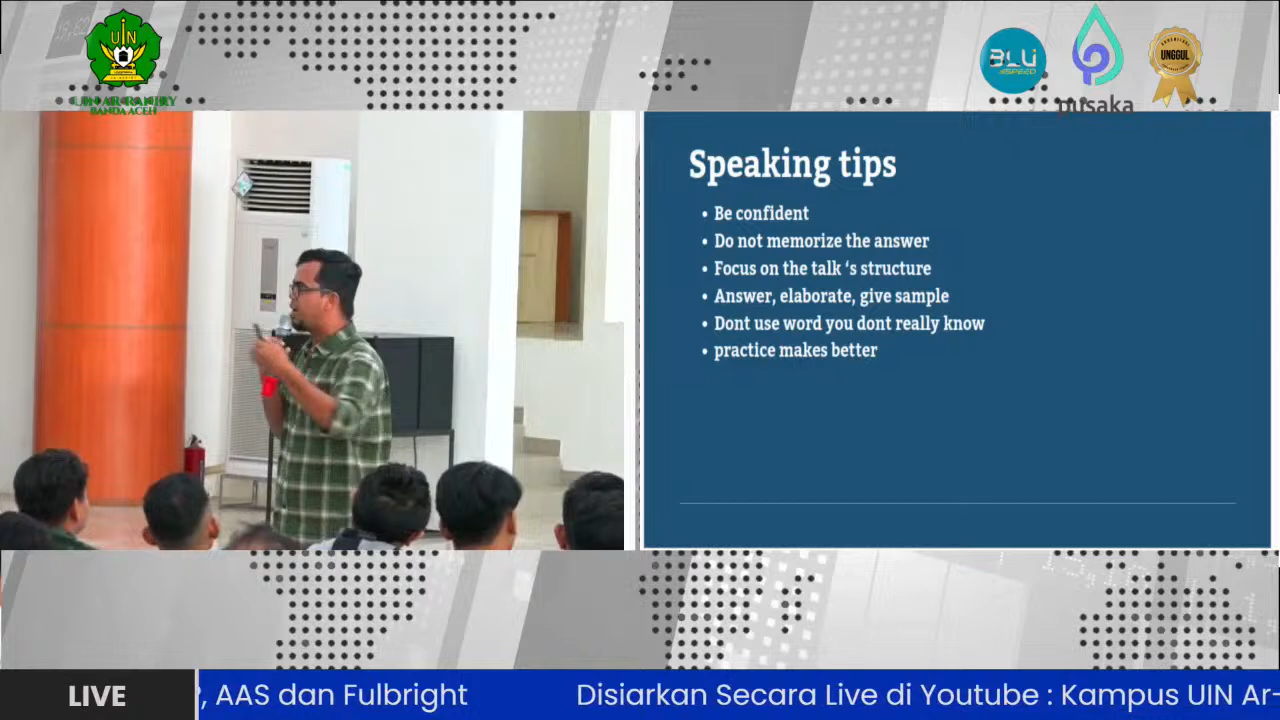 UIN
UIN AR-RANIRY
BANDA ACEH
BLU
SPEED
pusaka
UNGGUL
Speaking tips
• Be confident
• Do not memorize the answer
• Focus on the talk ‘s structure
• Answer, elaborate, give sample
• Dont use word you dont really know
• practice makes better
LIVE
, AAS dan Fulbright
Disiarkan Secara Live di Youtube : Kampus UIN Ar-